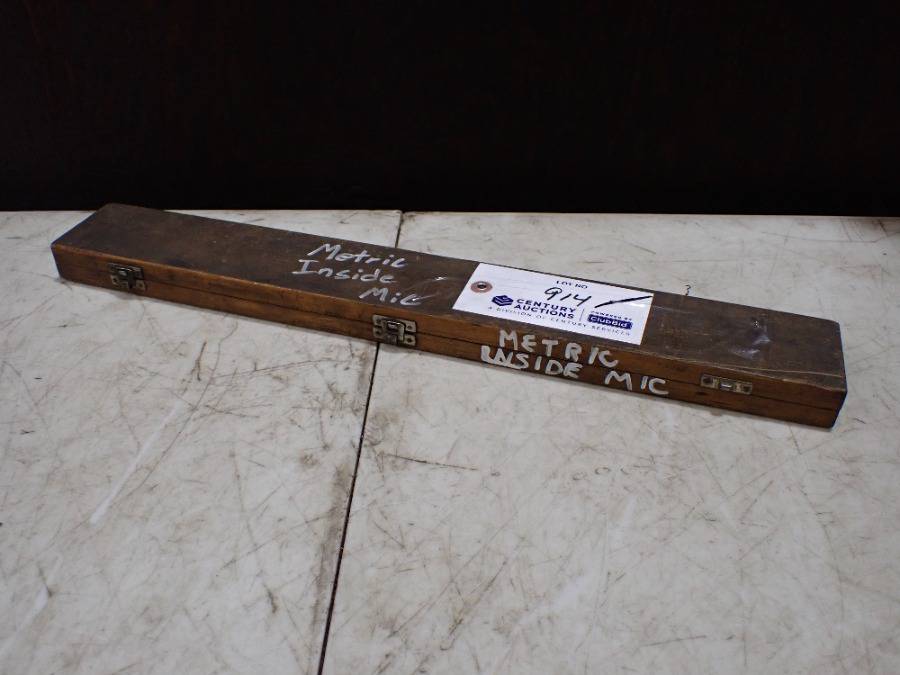 Metric
Inside
Mic
LOT NO
914
CENTURY
AUCTIONS
A DIVISION OF CENTURY SERVICES
POWERED BY
ClubBid
METRIC
INSIDE MIC